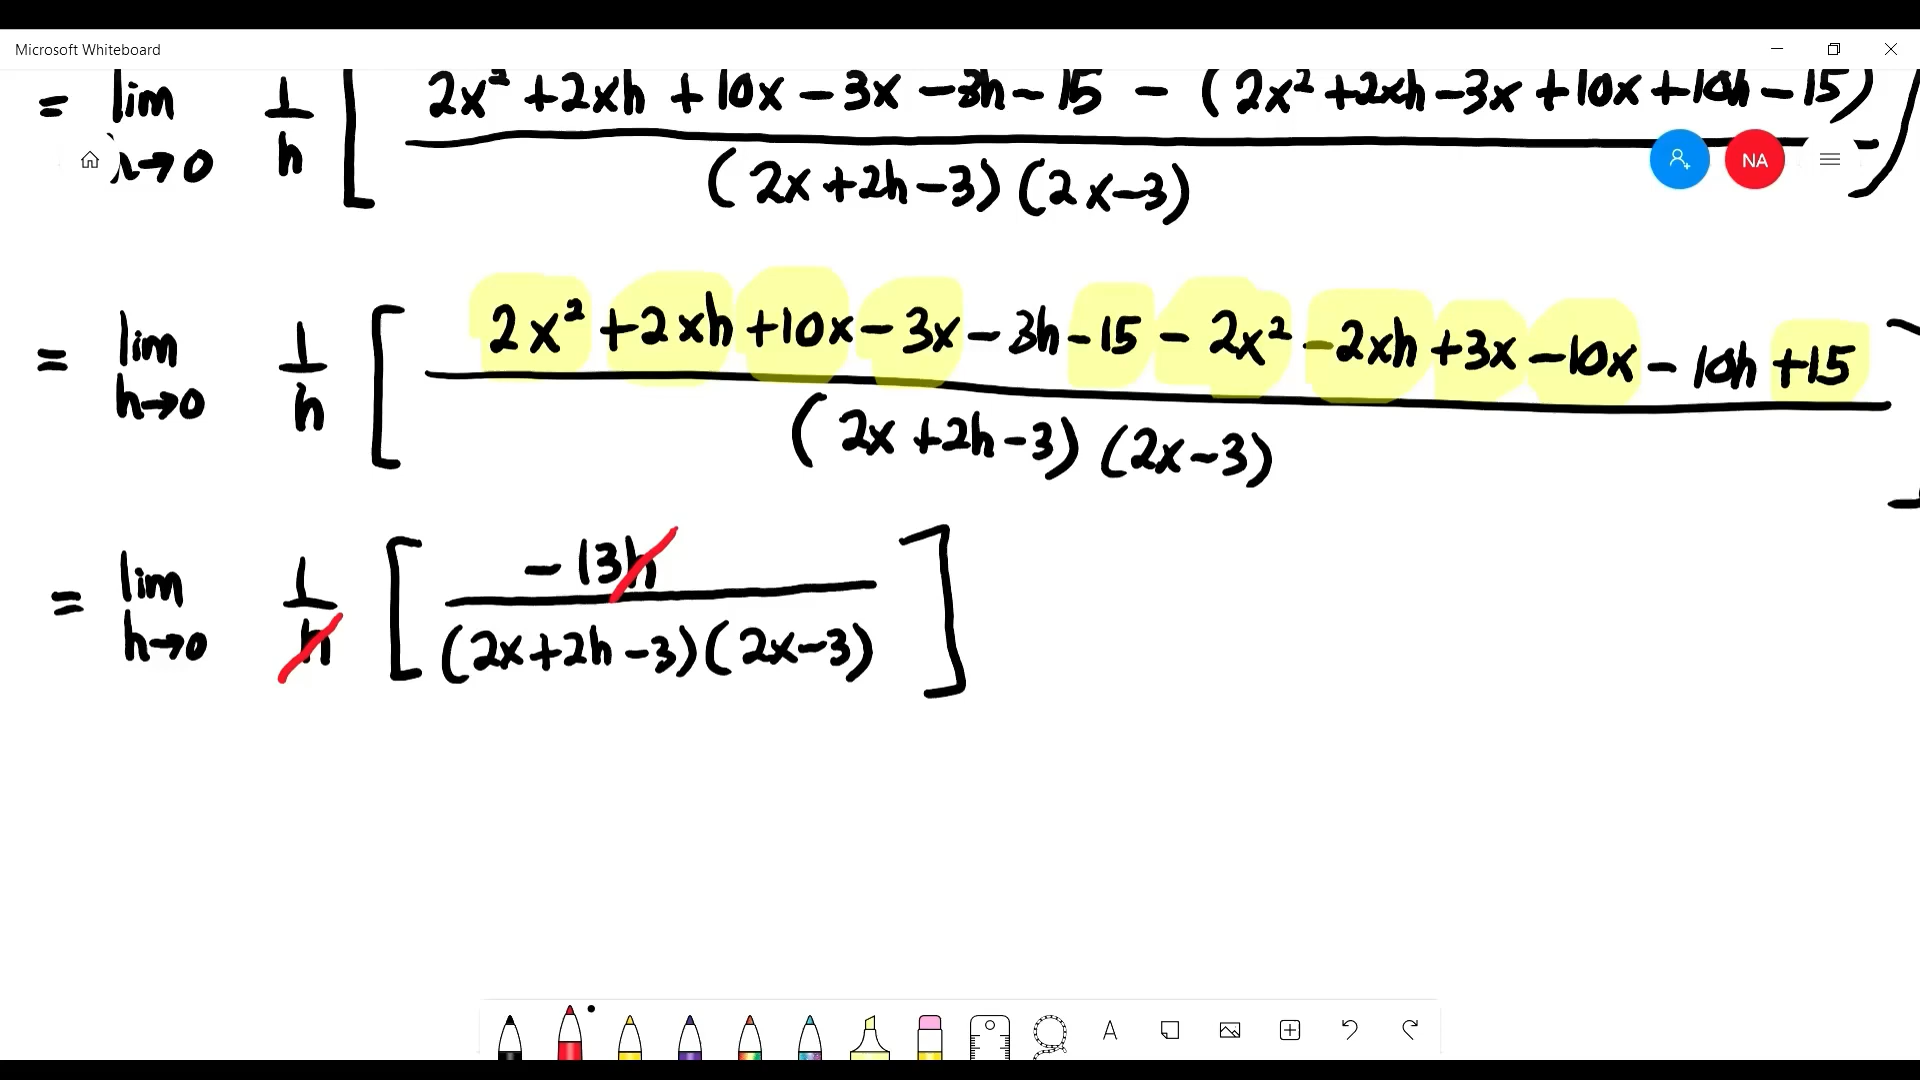 Microsoft Whiteboard
= lim h→0 1/h [ 2x² + 2xh + 10x − 3x − 3h − 15 − (2x² + 2xh − 3x + 10x + 10h − 15) / (2x + 2h − 3)(2x − 3) ]
NA
= lim h→0 1/h [ 2x² + 2xh + 10x − 3x − 3h − 15 − 2x² − 2xh + 3x − 10x − 10h + 15 / (2x + 2h − 3)(2x − 3) ]
= lim h→0 1/h [ −13h / (2x + 2h − 3)(2x − 3) ]
A